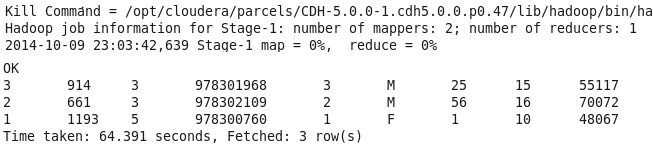 Kill Command = /opt/cloudera/parcels/CDH-5.0.0-1.cdh5.0.0.p0.47/lib/hadoop/bin/ha
Hadoop job information for Stage-1: number of mappers: 2; number of reducers: 1
2014-10-09 23:03:42,639 Stage-1 map = 0%,  reduce = 0%
OK
3	914	3	978301968	3	M	25	15	55117
2	661	3	978302109	2	M	56	16	70072
1	1193	5	978300760	1	F	1	10	48067
Time taken: 64.391 seconds, Fetched: 3 row(s)